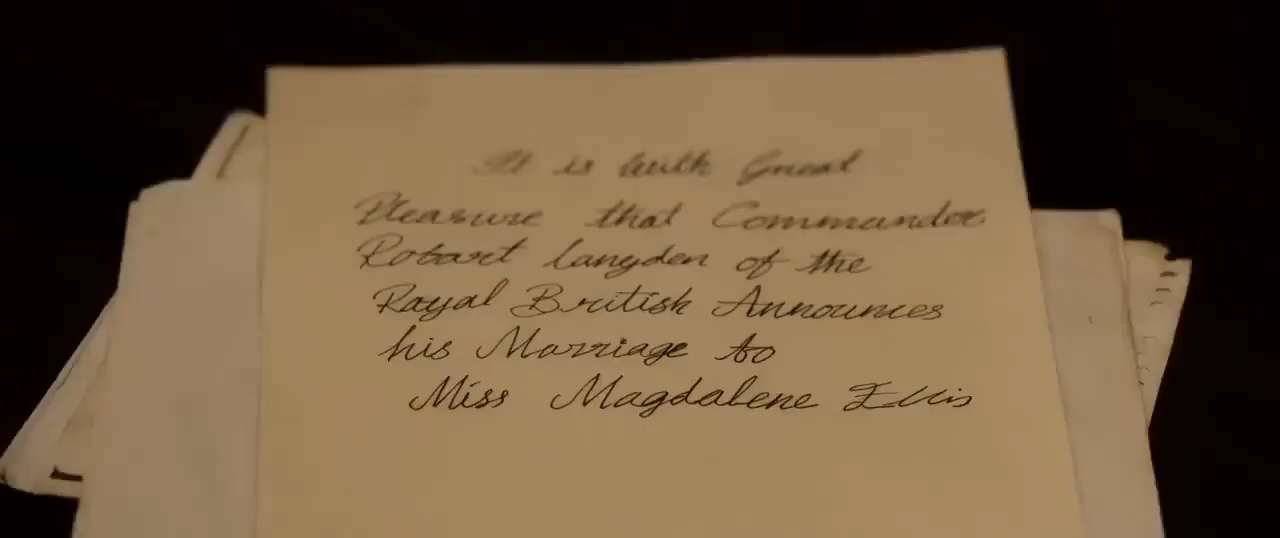 It is with Great
Pleasure that Commander
Robart langden of the
Royal British Announces
his Marriage to
Miss Magdalene Ellis